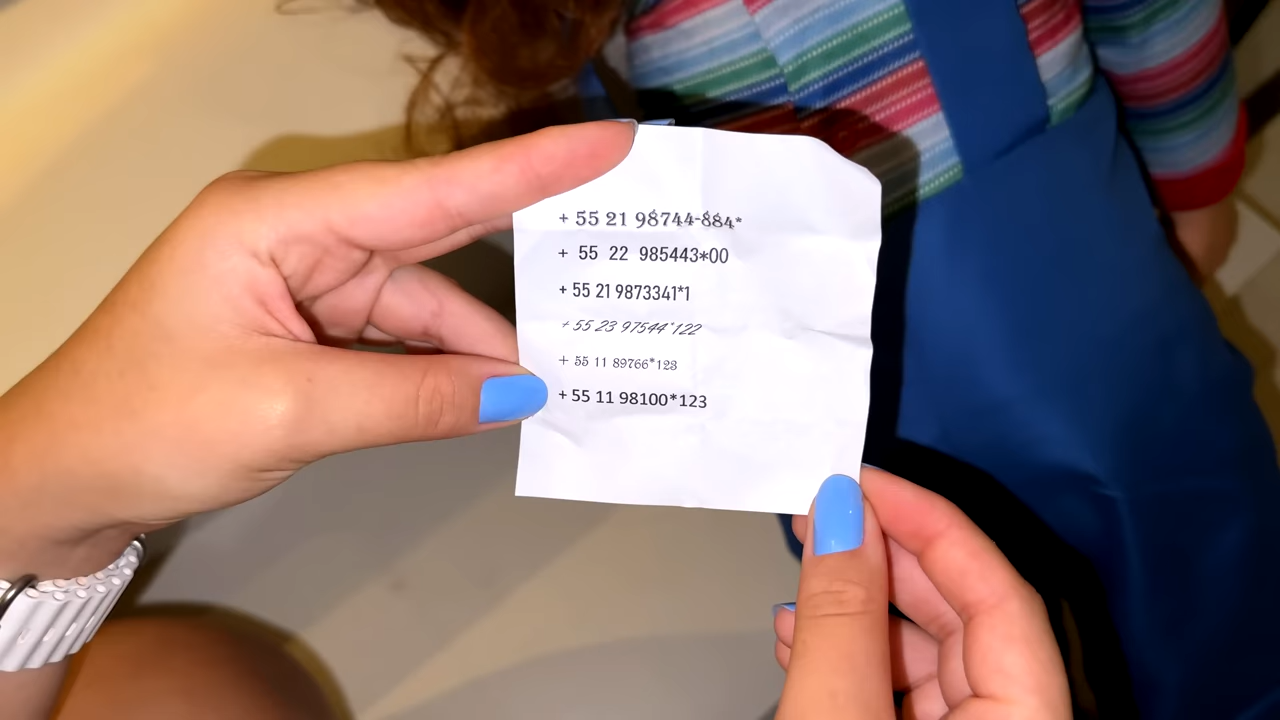 + 55 21 98744-884*
+ 55 22 985443*00
+ 55 21 9873341*1
+ 55 23 97544*122
+ 55 11 89766*123
+ 55 11 98100*123